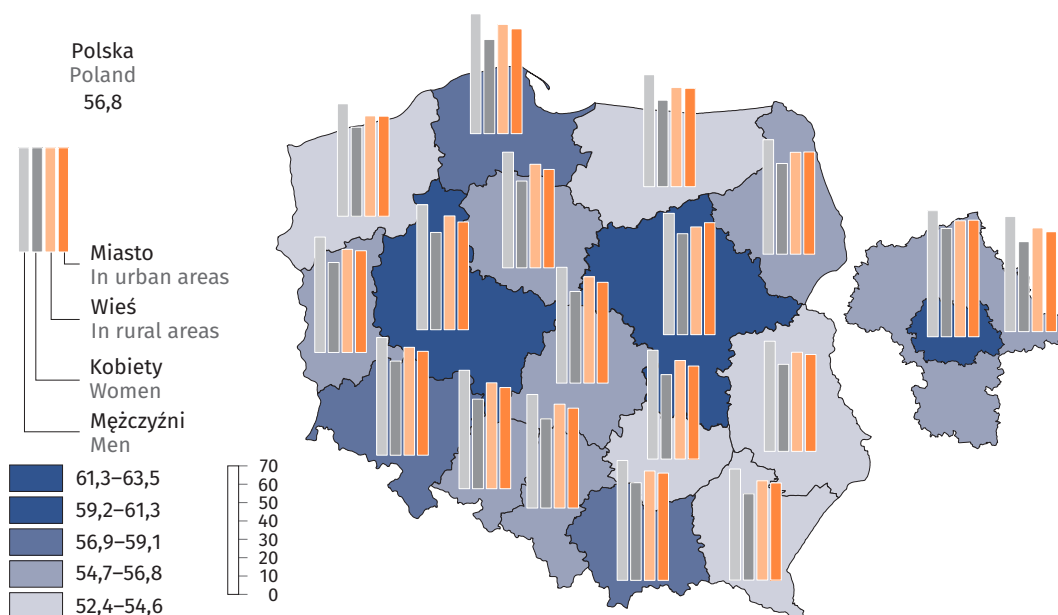 Polska
Poland
56,8
Miasto
In urban areas
Wieś
In rural areas
Kobiety
Women
Mężczyźni
Men
61,3–63,5
59,2–61,3
56,9–59,1
54,7–56,8
52,4–54,6
70
60
50
40
30
20
10
0